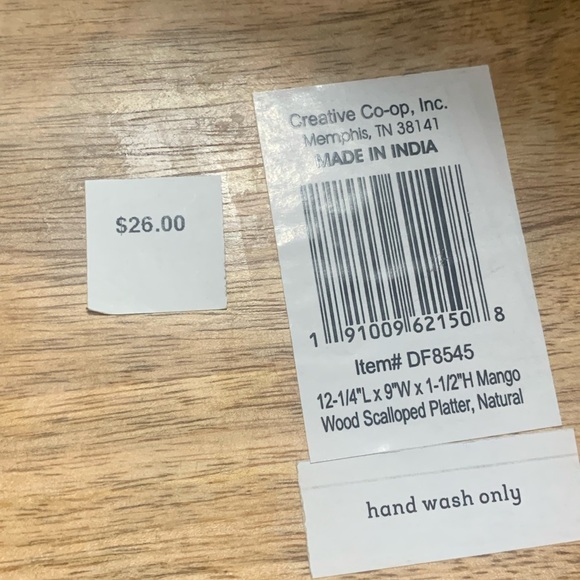 $26.00
Creative Co-op, Inc.
Memphis, TN 38141
MADE IN INDIA
1 91009 62150 8
Item# DF8545
12-1/4"L x 9"W x 1-1/2"H Mango
Wood Scalloped Platter, Natural
hand wash only